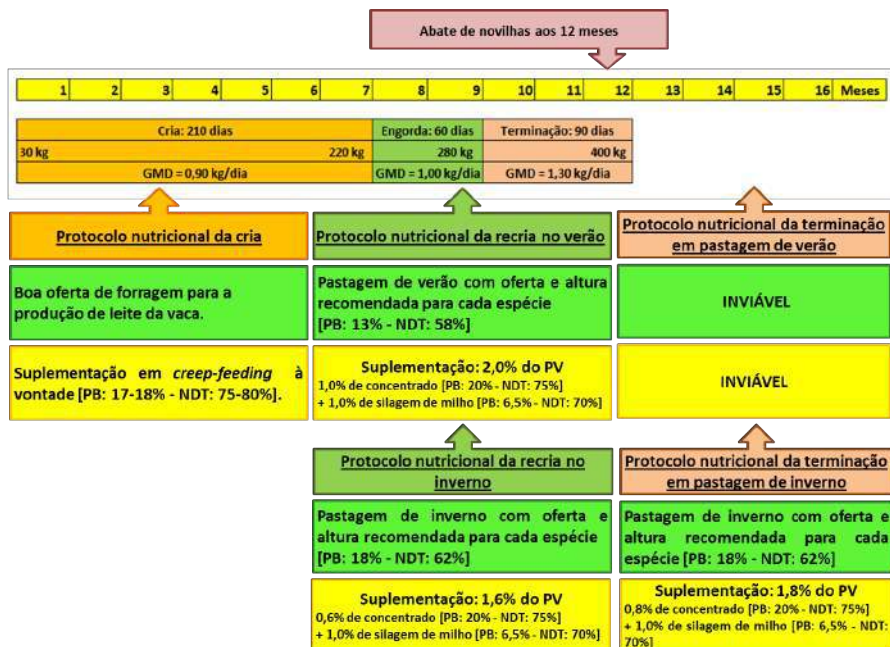 Abate de novilhas aos 12 meses
1 2 3 4 5 6 7 8 9 10 11 12 13 14 15 16 Meses
Cria: 210 dias Engorda: 60 dias Terminação: 90 dias
30 kg 220 kg 280 kg 400 kg
GMD = 0,90 kg/dia GMD = 1,00 kg/dia GMD = 1,30 kg/dia
Protocolo nutricional da cria
Boa oferta de forragem para a
produção de leite da vaca.
Suplementação em creep-feeding à
vontade [PB: 17-18% - NDT: 75-80%].
Protocolo nutricional da recria no verão
Pastagem de verão com oferta e altura
recomendada para cada espécie
[PB: 13% - NDT: 58%]
Suplementação: 2,0% do PV
1,0% de concentrado [PB: 20% - NDT: 75%]
+ 1,0% de silagem de milho [PB: 6,5% - NDT: 70%]
Protocolo nutricional da terminação
em pastagem de verão
INVIÁVEL
INVIÁVEL
Protocolo nutricional da recria no
inverno
Pastagem de inverno com oferta e
altura recomendada para cada espécie
[PB: 18% - NDT: 62%]
Suplementação: 1,6% do PV
0,6% de concentrado [PB: 20% - NDT: 75%]
+ 1,0% de silagem de milho [PB: 6,5% - NDT: 70%]
Protocolo nutricional da terminação
em pastagem de inverno
Pastagem de inverno com oferta e
altura recomendada para cada
espécie [PB: 18% - NDT: 62%]
Suplementação: 1,8% do PV
0,8% de concentrado [PB: 20% - NDT: 75%]
+ 1,0% de silagem de milho [PB: 6,5% - NDT:
70%]